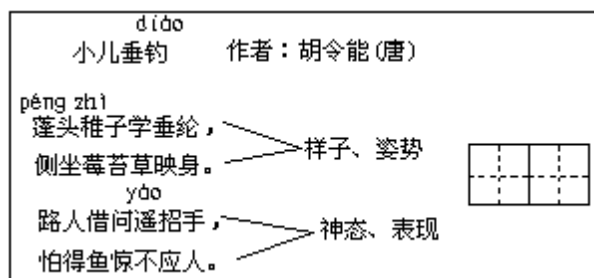 diào
小儿垂钓 作者：胡令能(唐)
péng zhì
蓬头稚子学垂纶，
样子、姿势
侧坐莓苔草映身。
yáo
路人借问遥招手，
神态、表现
怕得鱼惊不应人。